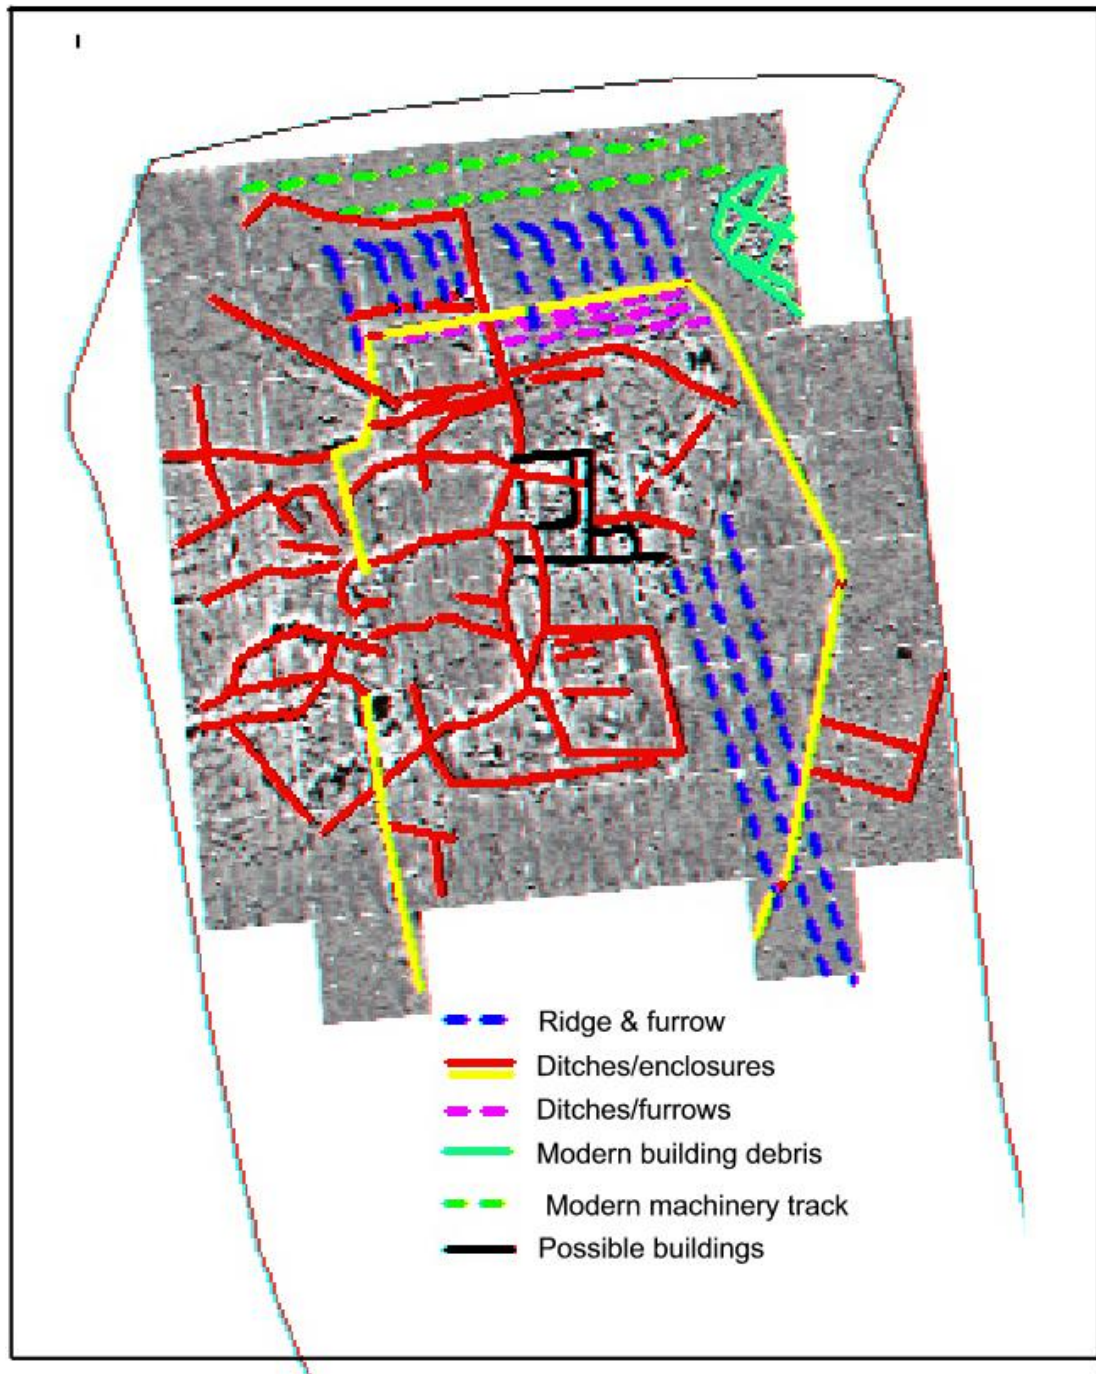 Ridge & furrow
Ditches/enclosures
Ditches/furrows
Modern building debris
Modern machinery track
Possible buildings